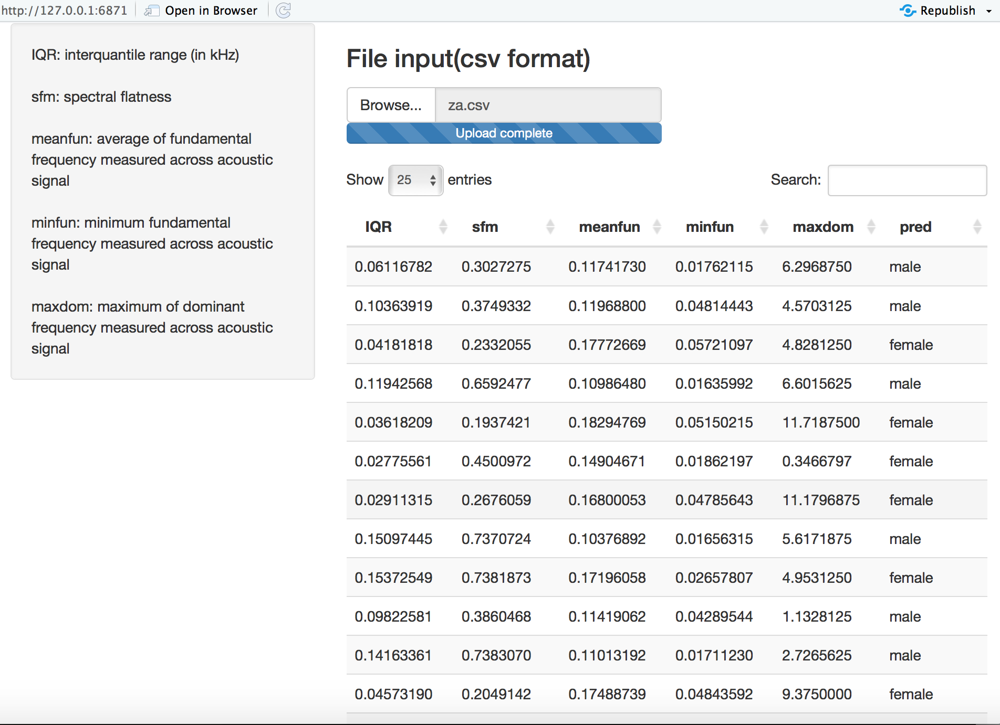 http://127.0.0.1:6871 Open in Browser Republish
IQR: interquantile range (in kHz)
sfm: spectral flatness
meanfun: average of fundamental
frequency measured across acoustic
signal
minfun: minimum fundamental
frequency measured across acoustic
signal
maxdom: maximum of dominant
frequency measured across acoustic
signal
File input(csv format)
Browse... za.csv
Upload complete
Show 25 entries Search:
IQR sfm meanfun minfun maxdom pred
0.06116782 0.3027275 0.11741730 0.01762115 6.2968750 male
0.10363919 0.3749332 0.11968800 0.04814443 4.5703125 male
0.04181818 0.2332055 0.17772669 0.05721097 4.8281250 female
0.11942568 0.6592477 0.10986480 0.01635992 6.6015625 male
0.03618209 0.1937421 0.18294769 0.05150215 11.7187500 female
0.02775561 0.4500972 0.14904671 0.01862197 0.3466797 female
0.02911315 0.2676059 0.16800053 0.04785643 11.1796875 female
0.15097445 0.7370724 0.10376892 0.01656315 5.6171875 male
0.15372549 0.7381873 0.17196058 0.02657807 4.9531250 female
0.09822581 0.3860468 0.11419062 0.04289544 1.1328125 male
0.14163361 0.7383070 0.11013192 0.01711230 2.7265625 male
0.04573190 0.2049142 0.17488739 0.04843592 9.3750000 female